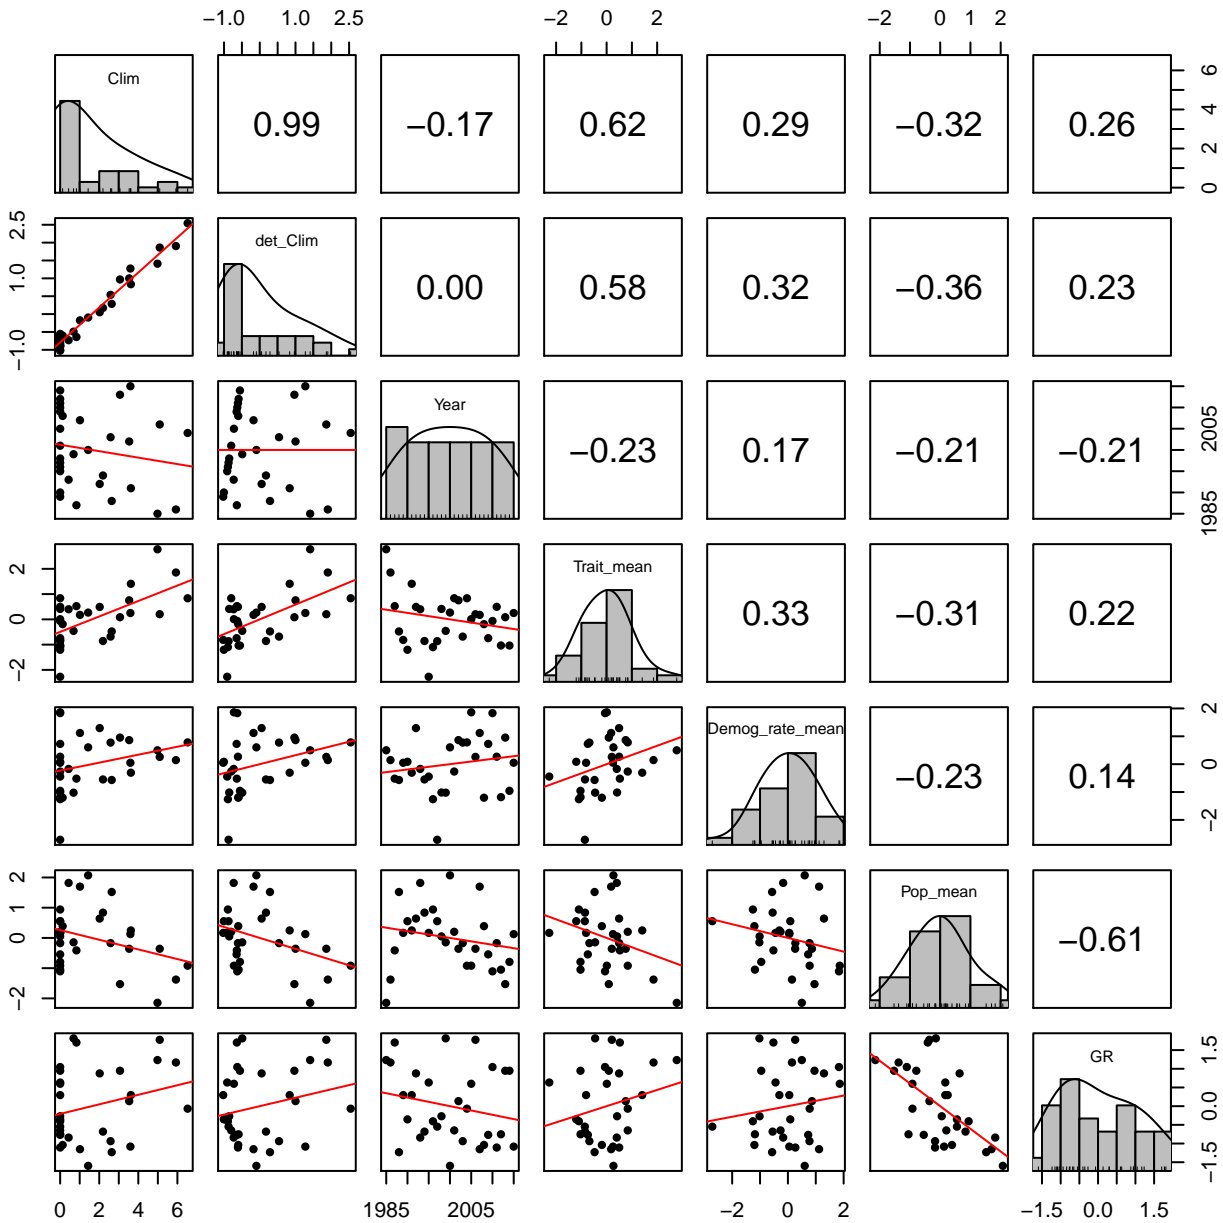 −1.0 1.0 2.5 −2 0 2 −2 0 2
Clim 0.99 −0.17 0.62 0.29 −0.32 0.26 0 2 4 6
−1.0 1.0 2.5 det_Clim 0.00 0.58 0.32 −0.36 0.23
Year −0.23 0.17 −0.21 −0.21 1985 2005
−2 0 2 Trait_mean 0.33 −0.31 0.22
Demog_rate_mean −0.23 0.14 −2 0 2
−2 0 1 2 Pop_mean −0.61
GR −1.5 0.0 1.5
0 2 4 6 1985 2005 −2 0 2 −1.5 0.0 1.5